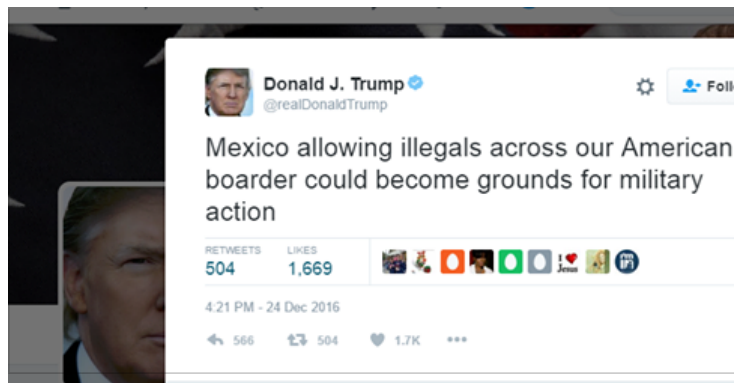 Donald J. Trump
@realDonaldTrump
Mexico allowing illegals across our American
boarder could become grounds for military
action
RETWEETS LIKES
504 1,669
I
Jesus
4:21 PM - 24 Dec 2016
566 504 1.7K